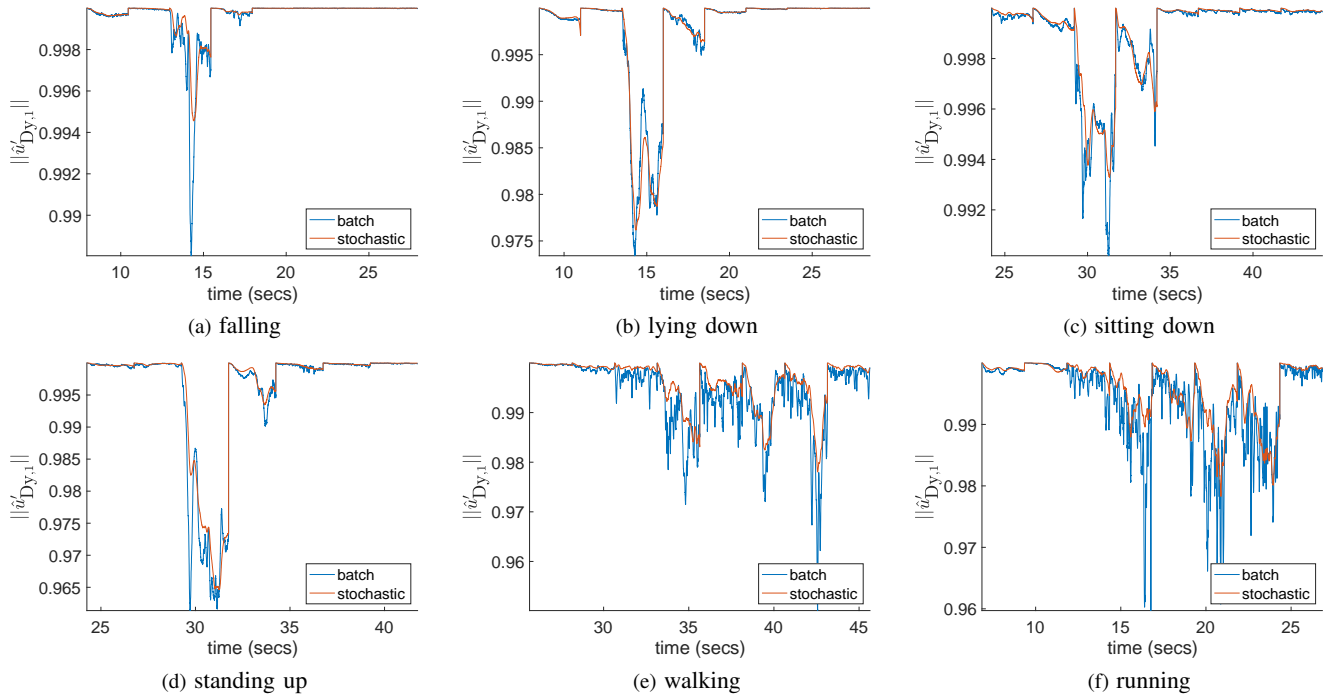 0.998
0.996
0.994
0.992
0.99
||û′Dy,1||
batch
stochastic
10 15 20 25
time (secs)
(a) falling
0.995
0.99
0.985
0.98
0.975
||û′Dy,1||
batch
stochastic
10 15 20 25
time (secs)
(b) lying down
0.998
0.996
0.994
0.992
||û′Dy,1||
batch
stochastic
25 30 35 40
time (secs)
(c) sitting down
0.995
0.99
0.985
0.98
0.975
0.97
0.965
||û′Dy,1||
batch
stochastic
25 30 35 40
time (secs)
(d) standing up
0.99
0.98
0.97
0.96
||û′Dy,1||
batch
stochastic
30 35 40 45
time (secs)
(e) walking
0.99
0.98
0.97
0.96
||û′Dy,1||
batch
stochastic
10 15 20 25
time (secs)
(f) running